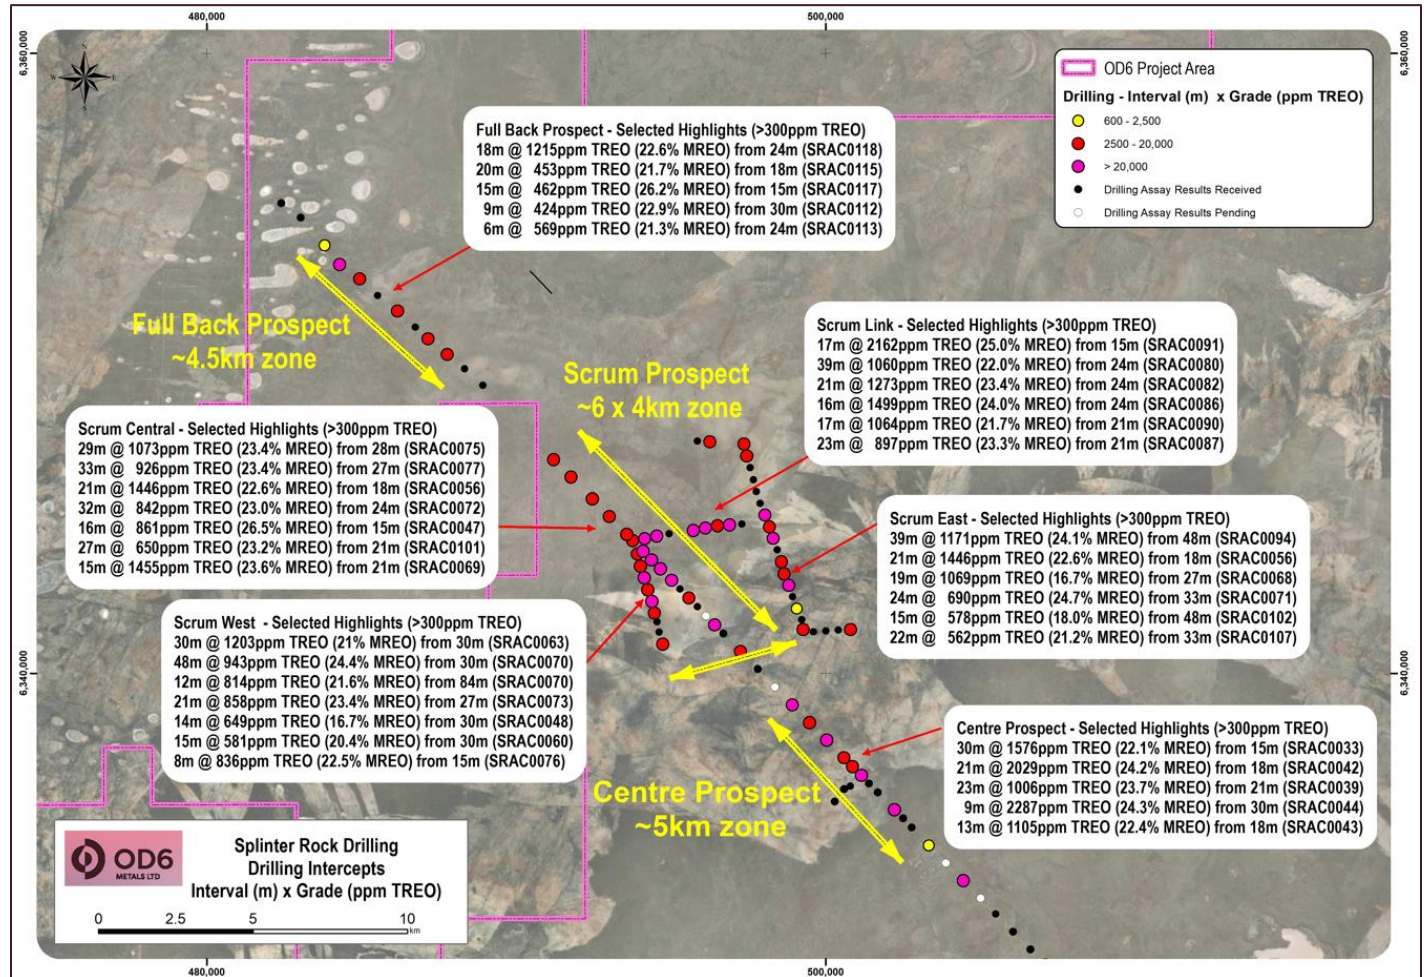 480,000
500,000
6,360,000
6,360,000
N
W
E
S
OD6 Project Area
Drilling - Interval (m) x Grade (ppm TREO)
600 - 2,500
2500 - 20,000
> 20,000
Drilling Assay Results Received
Drilling Assay Results Pending
Full Back Prospect - Selected Highlights (>300ppm TREO)
18m @ 1215ppm TREO (22.6% MREO) from 24m (SRAC0118)
20m @ 453ppm TREO (21.7% MREO) from 18m (SRAC0115)
15m @ 462ppm TREO (26.2% MREO) from 15m (SRAC0117)
9m @ 424ppm TREO (22.9% MREO) from 30m (SRAC0112)
6m @ 569ppm TREO (21.3% MREO) from 24m (SRAC0113)
Full Back Prospect
~4.5km zone
Scrum Link - Selected Highlights (>300ppm TREO)
17m @ 2162ppm TREO (25.0% MREO) from 15m (SRAC0091)
39m @ 1060ppm TREO (22.0% MREO) from 24m (SRAC0080)
21m @ 1273ppm TREO (23.4% MREO) from 24m (SRAC0082)
16m @ 1499ppm TREO (24.0% MREO) from 24m (SRAC0086)
17m @ 1064ppm TREO (21.7% MREO) from 21m (SRAC0090)
23m @ 897ppm TREO (23.3% MREO) from 21m (SRAC0087)
Scrum Prospect
~6 x 4km zone
Scrum Central - Selected Highlights (>300ppm TREO)
29m @ 1073ppm TREO (23.4% MREO) from 28m (SRAC0075)
33m @ 926ppm TREO (23.4% MREO) from 27m (SRAC0077)
21m @ 1446ppm TREO (22.6% MREO) from 18m (SRAC0056)
32m @ 842ppm TREO (23.0% MREO) from 24m (SRAC0072)
16m @ 861ppm TREO (26.5% MREO) from 15m (SRAC0047)
27m @ 650ppm TREO (23.2% MREO) from 21m (SRAC0101)
15m @ 1455ppm TREO (23.6% MREO) from 21m (SRAC0069)
Scrum East - Selected Highlights (>300ppm TREO)
39m @ 1171ppm TREO (24.1% MREO) from 48m (SRAC0094)
21m @ 1446ppm TREO (22.6% MREO) from 18m (SRAC0056)
19m @ 1069ppm TREO (16.7% MREO) from 27m (SRAC0068)
24m @ 690ppm TREO (24.7% MREO) from 33m (SRAC0071)
15m @ 578ppm TREO (18.0% MREO) from 48m (SRAC0102)
22m @ 562ppm TREO (21.2% MREO) from 33m (SRAC0107)
Scrum West - Selected Highlights (>300ppm TREO)
30m @ 1203ppm TREO (21% MREO) from 30m (SRAC0063)
48m @ 943ppm TREO (24.4% MREO) from 30m (SRAC0070)
12m @ 814ppm TREO (21.6% MREO) from 84m (SRAC0070)
21m @ 858ppm TREO (23.4% MREO) from 27m (SRAC0073)
14m @ 649ppm TREO (16.7% MREO) from 30m (SRAC0048)
15m @ 581ppm TREO (20.4% MREO) from 30m (SRAC0060)
8m @ 836ppm TREO (22.5% MREO) from 15m (SRAC0076)
6,340,000
6,340,000
Centre Prospect - Selected Highlights (>300ppm TREO)
30m @ 1576ppm TREO (22.1% MREO) from 15m (SRAC0033)
21m @ 2029ppm TREO (24.2% MREO) from 18m (SRAC0042)
23m @ 1006ppm TREO (23.7% MREO) from 21m (SRAC0039)
9m @ 2287ppm TREO (24.3% MREO) from 30m (SRAC0044)
13m @ 1105ppm TREO (22.4% MREO) from 18m (SRAC0043)
Centre Prospect
~5km zone
OD6
METALS LTD
Splinter Rock Drilling
Drilling Intercepts
Interval (m) x Grade (ppm TREO)
0 2.5 5 10
km
480,000
500,000